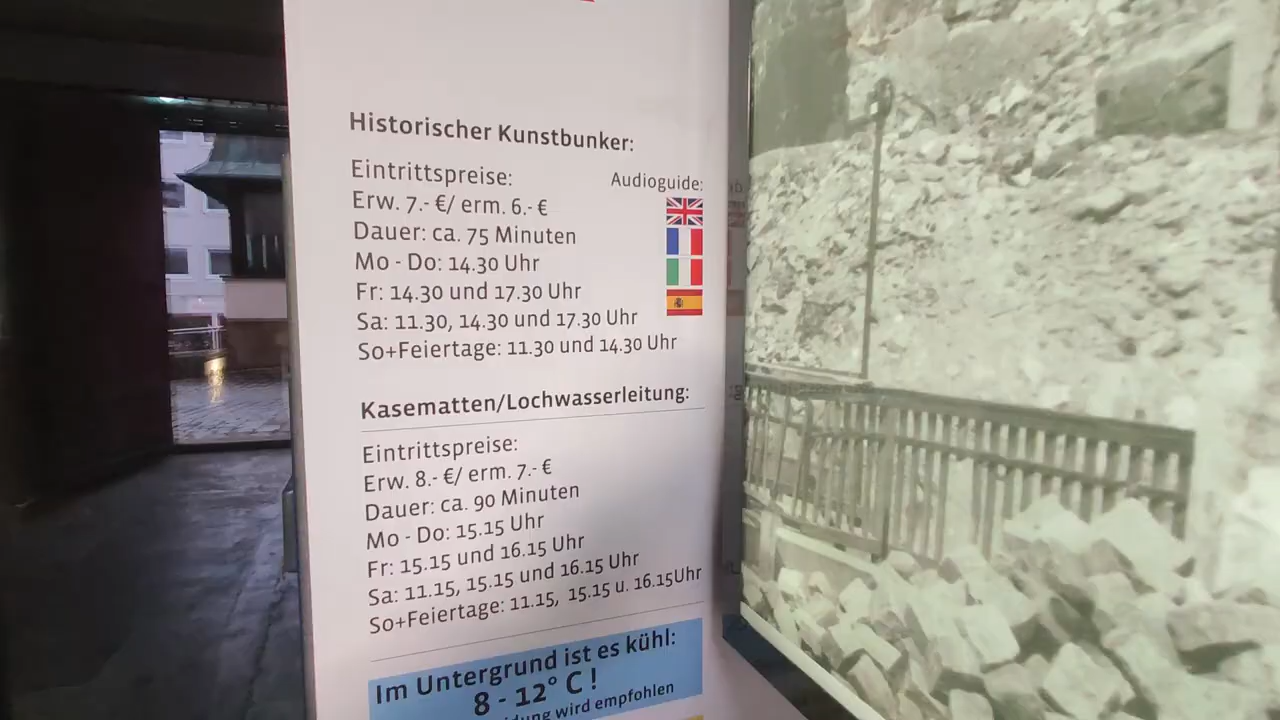 Historischer Kunstbunker:
Eintrittspreise:
Audioguide:
Erw. 7.- €/ erm. 6.- €
Dauer: ca. 75 Minuten
Mo - Do: 14.30 Uhr
Fr: 14.30 und 17.30 Uhr
Sa: 11.30, 14.30 und 17.30 Uhr
So+Feiertage: 11.30 und 14.30 Uhr
Kasematten/Lochwasserleitung:
Eintrittspreise:
Erw. 8.- €/ erm. 7.- €
Dauer: ca. 90 Minuten
Mo - Do: 15.15 Uhr
Fr: 15.15 und 16.15 Uhr
Sa: 11.15, 15.15 und 16.15 Uhr
So+Feiertage: 11.15, 15.15 u. 16.15Uhr
Im Untergrund ist es kühl:
8 - 12° C !
wird empfohlen